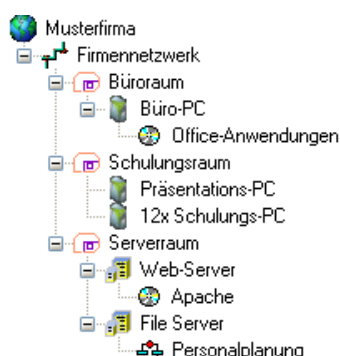 Musterfirma
Firmennetzwerk
Büroraum
Büro-PC
Office-Anwendungen
Schulungsraum
Präsentations-PC
12x Schulungs-PC
Serverraum
Web-Server
Apache
File Server
Personalplanung